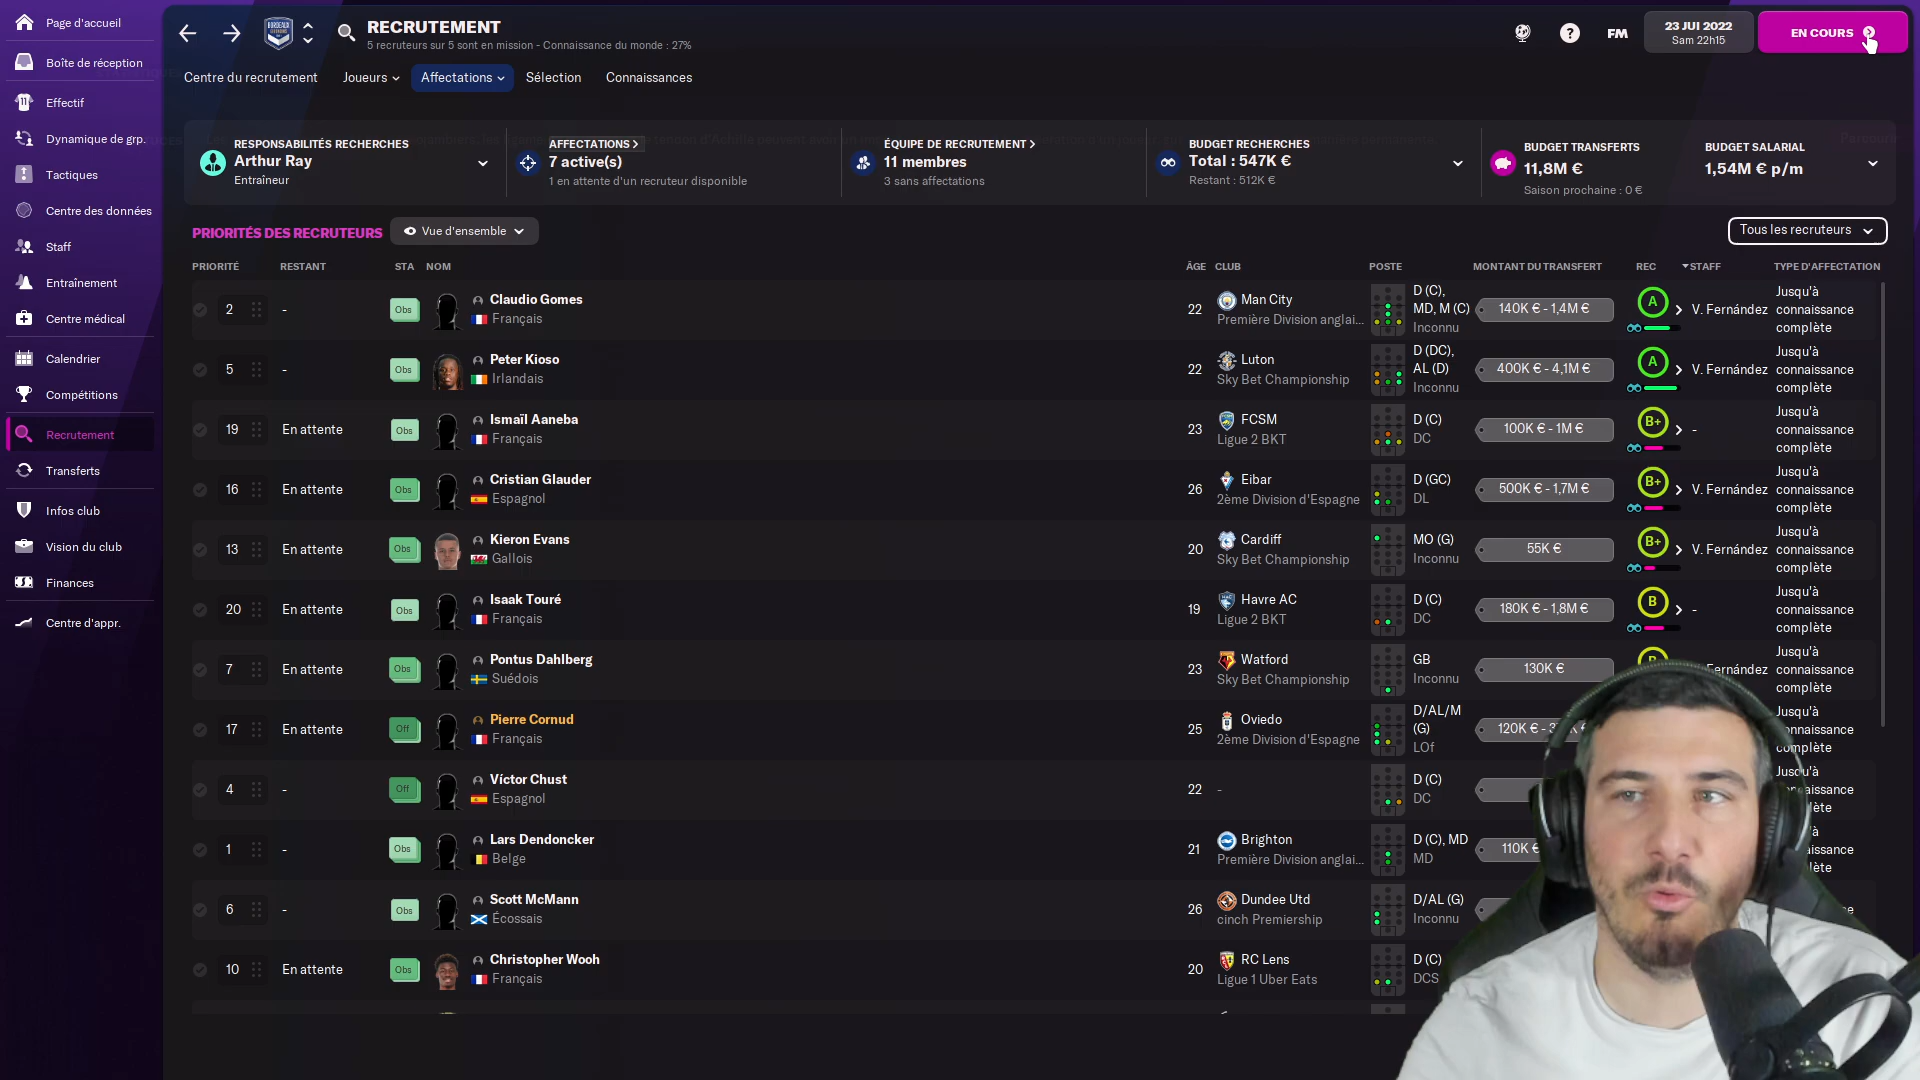 Page d'accueil
Boîte de réception
Effectif
Dynamique de grp.
Tactiques
Centre des données
Staff
Entraînement
Centre médical
Calendrier
Compétitions
Recrutement
Transferts
Infos club
Vision du club
Finances
Centre d'appr.
RECRUTEMENT
5 recruteurs sur 5 sont en mission - Connaissance du monde : 27%
? FM
23 JUI 2022
Sam 22h15
EN COURS
Centre du recrutement Joueurs Affectations Sélection Connaissances
RESPONSABILITÉS RECHERCHES
Arthur Ray
Entraîneur
AFFECTATIONS >
7 active(s)
1 en attente d'un recruteur disponible
ÉQUIPE DE RECRUTEMENT >
11 membres
3 sans affectations
BUDGET RECHERCHES
Total : 547K €
Restant : 512K €
BUDGET TRANSFERTS
11,8M €
Saison prochaine : 0 €
BUDGET SALARIAL
1,54M € p/m
PRIORITÉS DES RECRUTEURS Vue d'ensemble Tous les recruteurs
PRIORITÉ RESTANT STA NOM ÂGE CLUB POSTE MONTANT DU TRANSFERT REC STAFF TYPE D'AFFECTATION
2 - Obs Claudio Gomes
Français
22 Man City
Première Division anglai...
D (C),
MD, M (C)
Inconnu
140K € - 1,4M € A V. Fernández
Jusqu'à
connaissance
complète
5 - Obs Peter Kioso
Irlandais
22 Luton
Sky Bet Championship
D (DC),
AL (D)
Inconnu
400K € - 4,1M € A V. Fernández
Jusqu'à
connaissance
complète
19 En attente Obs Ismaïl Aaneba
Français
23 FCSM
Ligue 2 BKT
D (C)
DC
100K € - 1M € B+ -
Jusqu'à
connaissance
complète
16 En attente Obs Cristian Glauder
Espagnol
26 Eibar
2ème Division d'Espagne
D (GC)
DL
500K € - 1,7M € B+ V. Fernández
Jusqu'à
connaissance
complète
13 En attente Obs Kieron Evans
Gallois
20 Cardiff
Sky Bet Championship
MO (G)
Inconnu
55K € B+ V. Fernández
Jusqu'à
connaissance
complète
20 En attente Obs Isaak Touré
Français
19 Havre AC
Ligue 2 BKT
D (C)
DC
180K € - 1,8M € B -
Jusqu'à
connaissance
complète
7 En attente Obs Pontus Dahlberg
Suédois
23 Watford
Sky Bet Championship
GB
Inconnu
130K €
Jusqu'à
connaissance
complète
17 En attente Off Pierre Cornud
Français
25 Oviedo
2ème Division d'Espagne
D/AL/M
(G)
LOf
120K € -
Jusqu'à
4 - Off Víctor Chust
Espagnol
22 -
D (C)
DC
1 - Obs Lars Dendoncker
Belge
21 Brighton
Première Division anglai...
D (C), MD
MD
110K €
6 - Obs Scott McMann
Écossais
26 Dundee Utd
cinch Premiership
D/AL (G)
Inconnu
10 En attente Obs Christopher Wooh
Français
20 RC Lens
Ligue 1 Uber Eats
D (C)
DCS